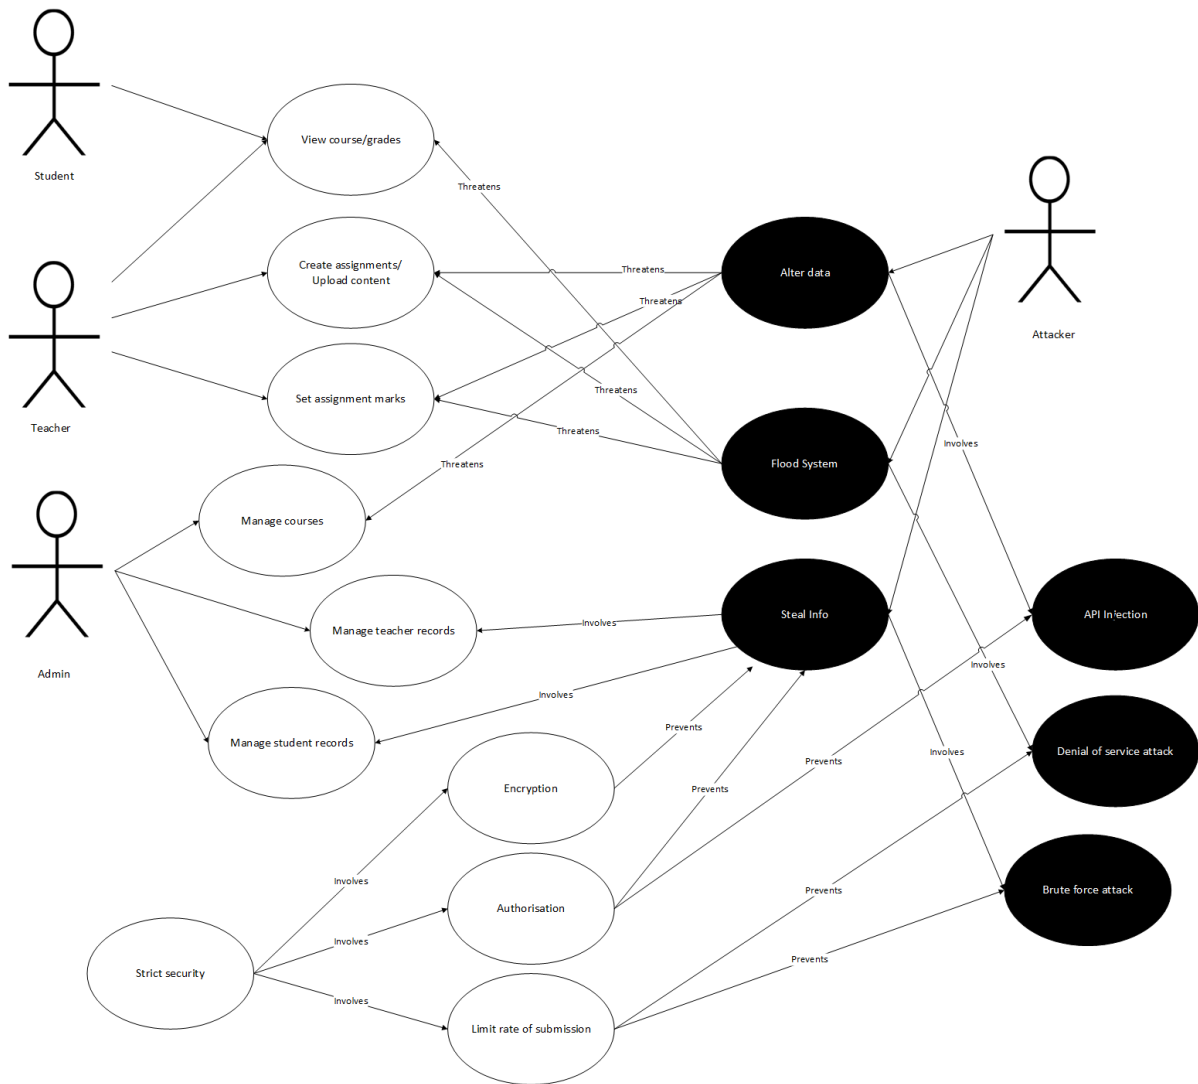 Student
View course/grades
Threatens
Create assignments/
Upload content
Threatens
Alter data
Threatens
Attacker
Teacher
Set assignment marks
Threatens
Threatens
Involves
Threatens
Flood System
Manage courses
Admin
Manage teacher records
Involves
Steal Info
API Injection
Involves
Manage student records
Involves
Prevents
Involves
Denial of service attack
Encryption
Prevents
Prevents
Involves
Prevents
Brute force attack
Authorisation
Involves
Prevents
Strict security
Involves
Limit rate of submission